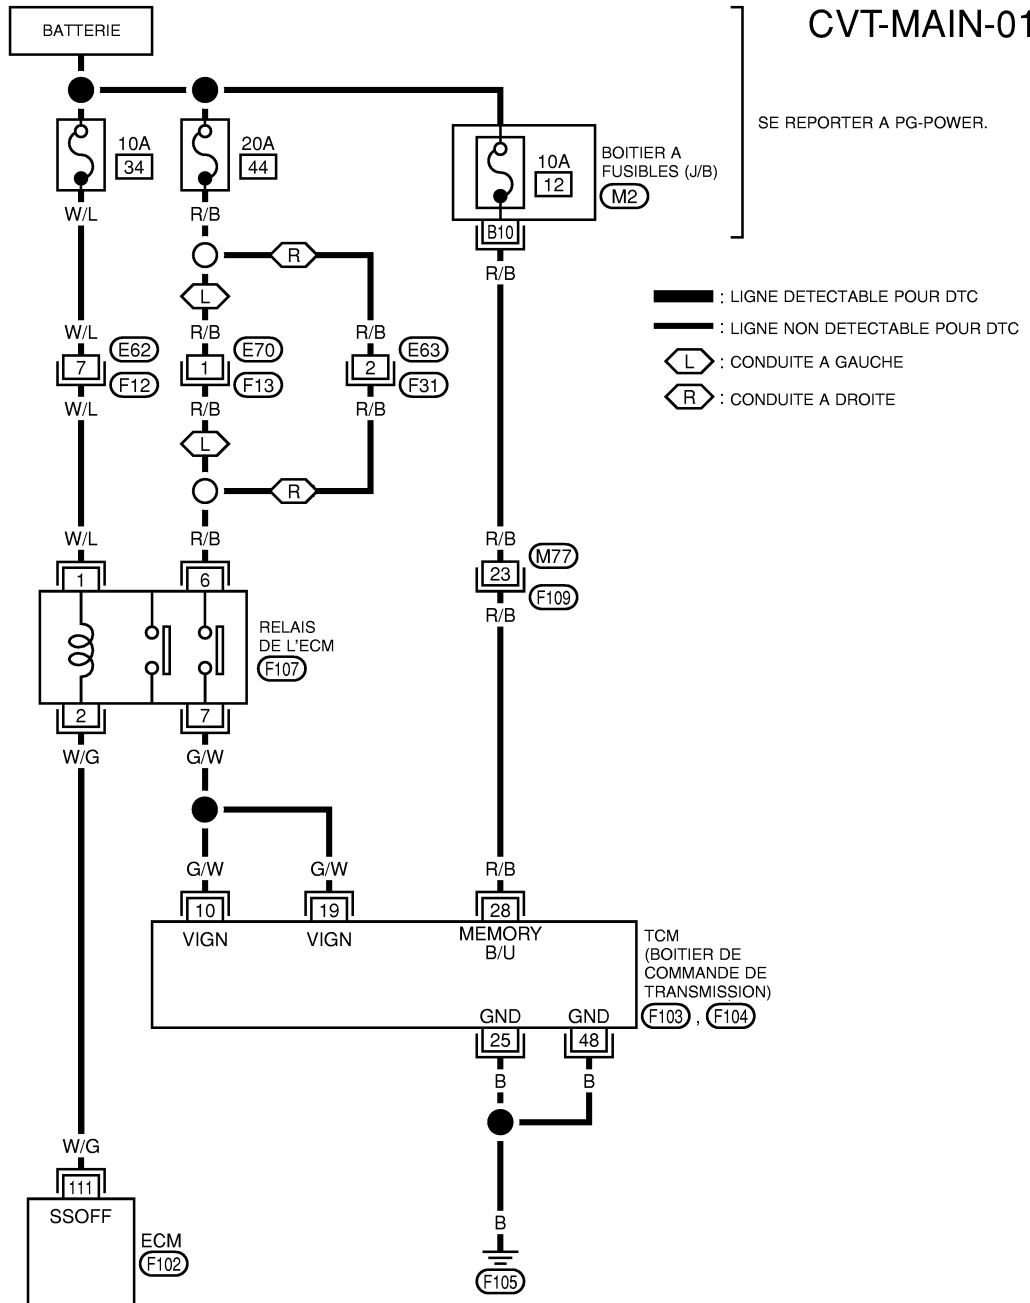 CVT-MAIN-01
BATTERIE
SE REPORTER A PG-POWER.
10A
34
20A
44
10A
12
BOITIER A
FUSIBLES (J/B)
M2
B10
W/L
R/B
R/B
R
L
: LIGNE DETECTABLE POUR DTC
: LIGNE NON DETECTABLE POUR DTC
L : CONDUITE A GAUCHE
R : CONDUITE A DROITE
W/L
R/B
R/B
7
E62
F12
1
E70
F13
2
E63
F31
W/L
R/B
R/B
L
R
W/L
R/B
R/B
1
6
23
M77
F109
R/B
RELAIS
DE L'ECM
F107
2
7
W/G
G/W
G/W
G/W
R/B
10
19
28
VIGN
VIGN
MEMORY
B/U
TCM
(BOITIER DE
COMMANDE DE
TRANSMISSION)
F103 , F104
GND
GND
25
48
B
B
W/G
111
SSOFF
ECM
F102
B
F105